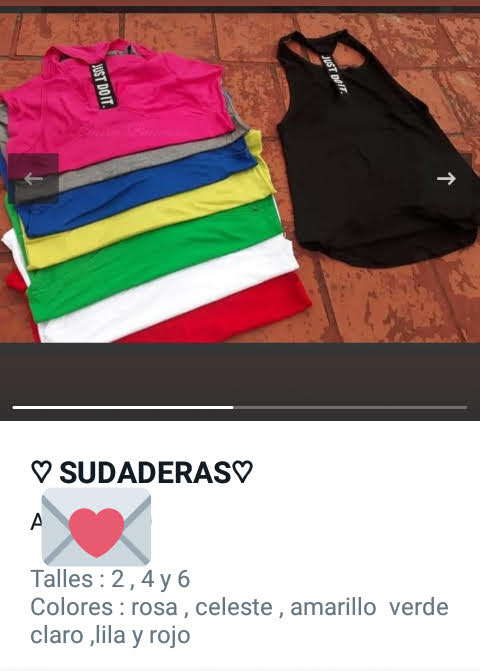 JUST DO IT.
JUST DO IT.
♡ SUDADERAS♡
A
Talles : 2 , 4 y 6
Colores : rosa , celeste , amarillo  verde
claro ,lila y rojo